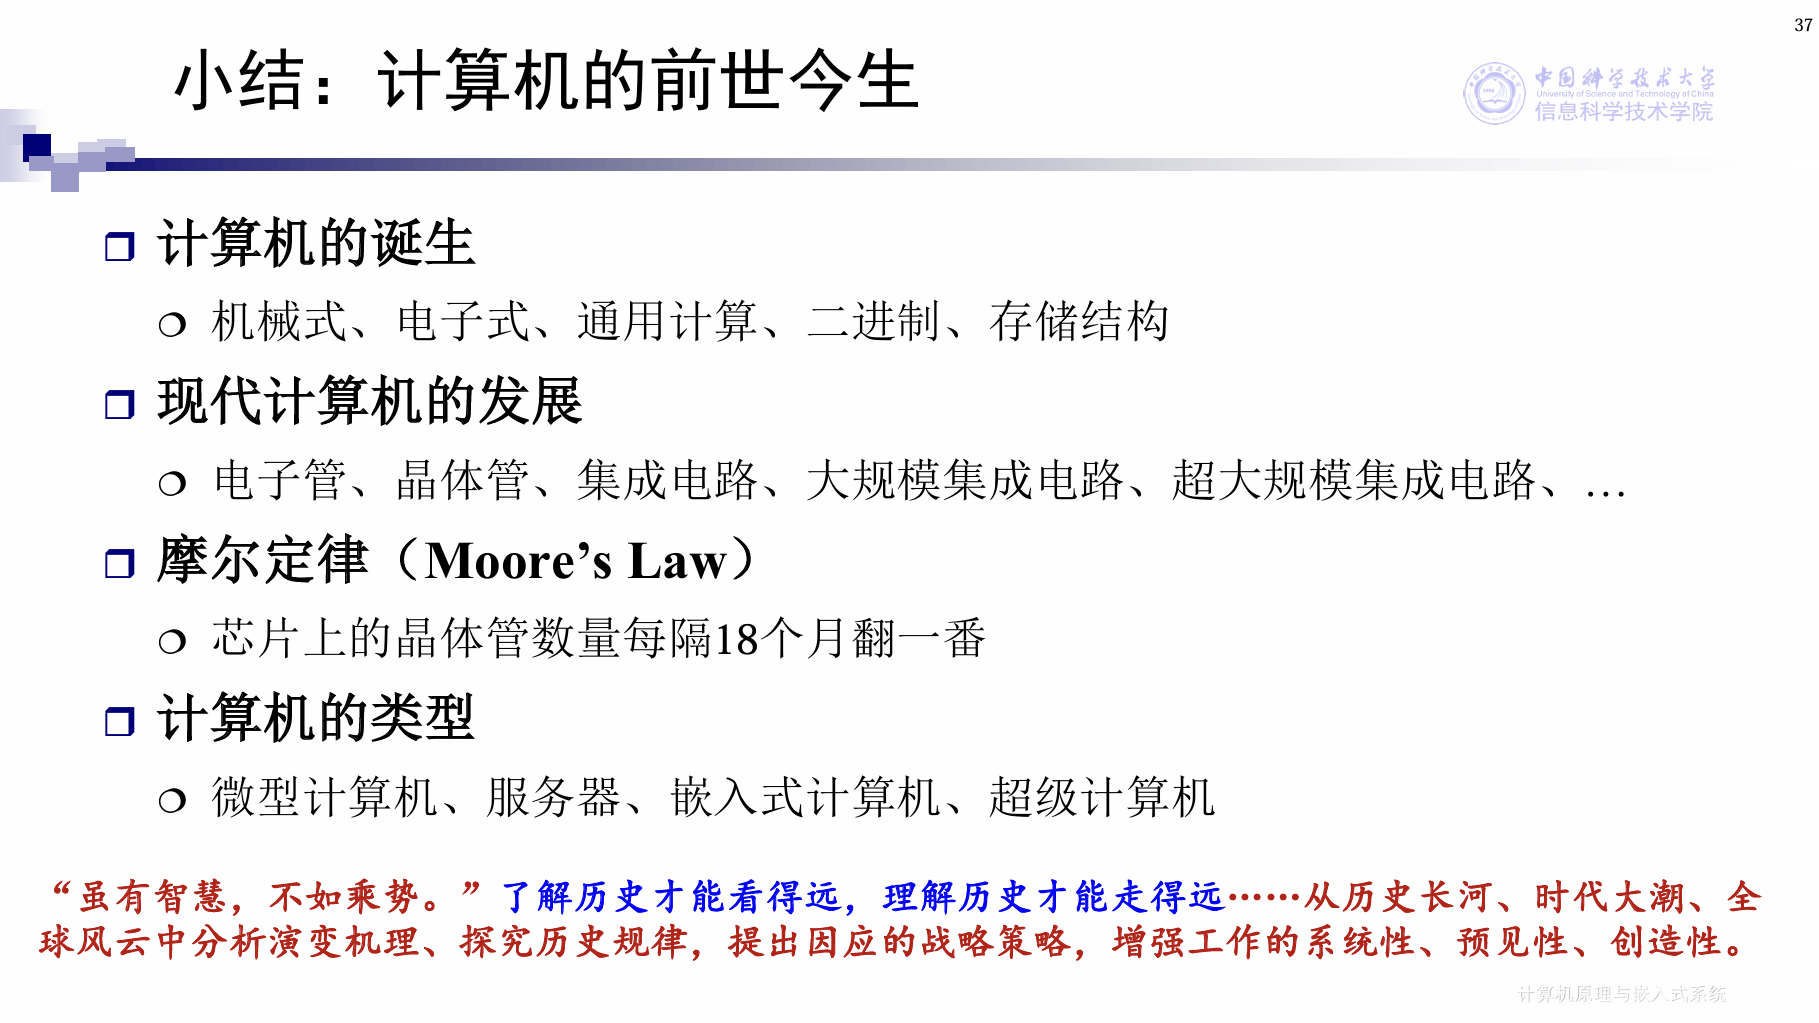 37
小结：计算机的前世今生
中国科学技术大学
University of Science and Technology of China
信息科学技术学院
计算机的诞生
机械式、电子式、通用计算、二进制、存储结构
现代计算机的发展
电子管、晶体管、集成电路、大规模集成电路、超大规模集成电路、…
摩尔定律（Moore’s Law）
芯片上的晶体管数量每隔18个月翻一番
计算机的类型
微型计算机、服务器、嵌入式计算机、超级计算机
“虽有智慧，不如乘势。”了解历史才能看得远，理解历史才能走得远……从历史长河、时代大潮、全
球风云中分析演变机理、探究历史规律，提出因应的战略策略，增强工作的系统性、预见性、创造性。
计算机原理与嵌入式系统